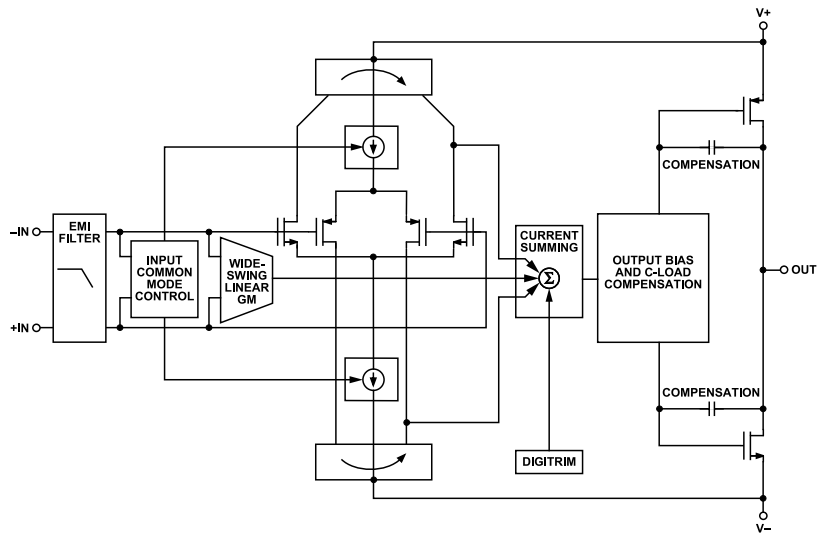 V+
COMPENSATION
–IN
EMI
FILTER
+IN
INPUT
COMMON
MODE
CONTROL
WIDE-
SWING
LINEAR
GM
CURRENT
SUMMING
Σ
OUTPUT BIAS
AND C-LOAD
COMPENSATION
OUT
COMPENSATION
DIGITRIM
V–